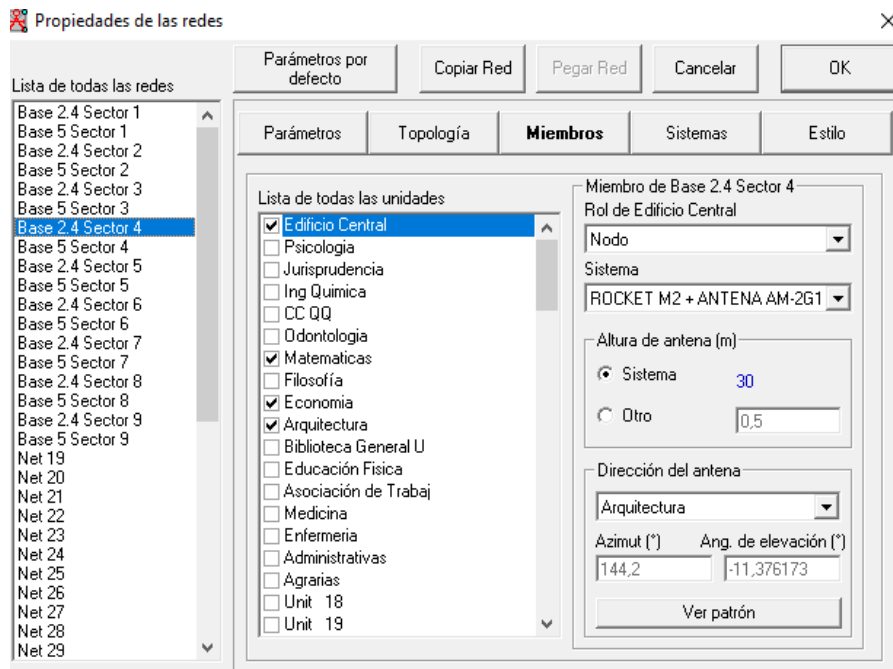 Propiedades de las redes
Parámetros por defecto
Copiar Red
Pegar Red
Cancelar
OK
Lista de todas las redes
Base 2.4 Sector 1
Base 5 Sector 1
Base 2.4 Sector 2
Base 5 Sector 2
Base 2.4 Sector 3
Base 5 Sector 3
Base 2.4 Sector 4
Base 5 Sector 4
Base 2.4 Sector 5
Base 5 Sector 5
Base 2.4 Sector 6
Base 5 Sector 6
Base 2.4 Sector 7
Base 5 Sector 7
Base 2.4 Sector 8
Base 5 Sector 8
Base 2.4 Sector 9
Base 5 Sector 9
Net 19
Net 20
Net 21
Net 22
Net 23
Net 24
Net 25
Net 26
Net 27
Net 28
Net 29
Parámetros
Topología
Miembros
Sistemas
Estilo
Lista de todas las unidades
Edificio Central
Psicologia
Jurisprudencia
Ing Quimica
CC QQ
Odontologia
Matematicas
Filosofía
Economia
Arquitectura
Biblioteca General U
Educación Fisica
Asociación de Trabaj
Medicina
Enfermeria
Administrativas
Agrarias
Unit 18
Unit 19
Miembro de Base 2.4 Sector 4
Rol de Edificio Central
Nodo
Sistema
ROCKET M2 + ANTENA AM-2G1
Altura de antena (m)
Sistema 30
Otro 0,5
Dirección del antena
Arquitectura
Azimut (°) Ang. de elevación (°)
144,2 -11,376173
Ver patrón